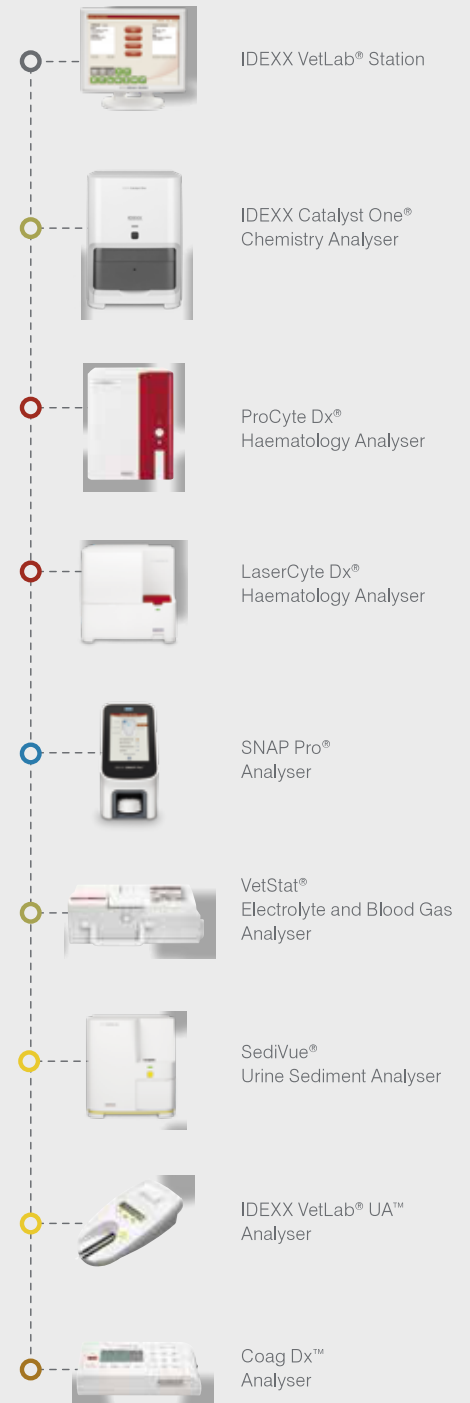 IDEXX VetLab® Station
IDEXX Catalyst One®
Chemistry Analyser
ProCyte Dx®
Haematology Analyser
LaserCyte Dx®
Haematology Analyser
SNAP Pro®
Analyser
VetStat®
Electrolyte and Blood Gas
Analyser
SediVue®
Urine Sediment Analyser
IDEXX VetLab® UA™
Analyser
Coag Dx™
Analyser